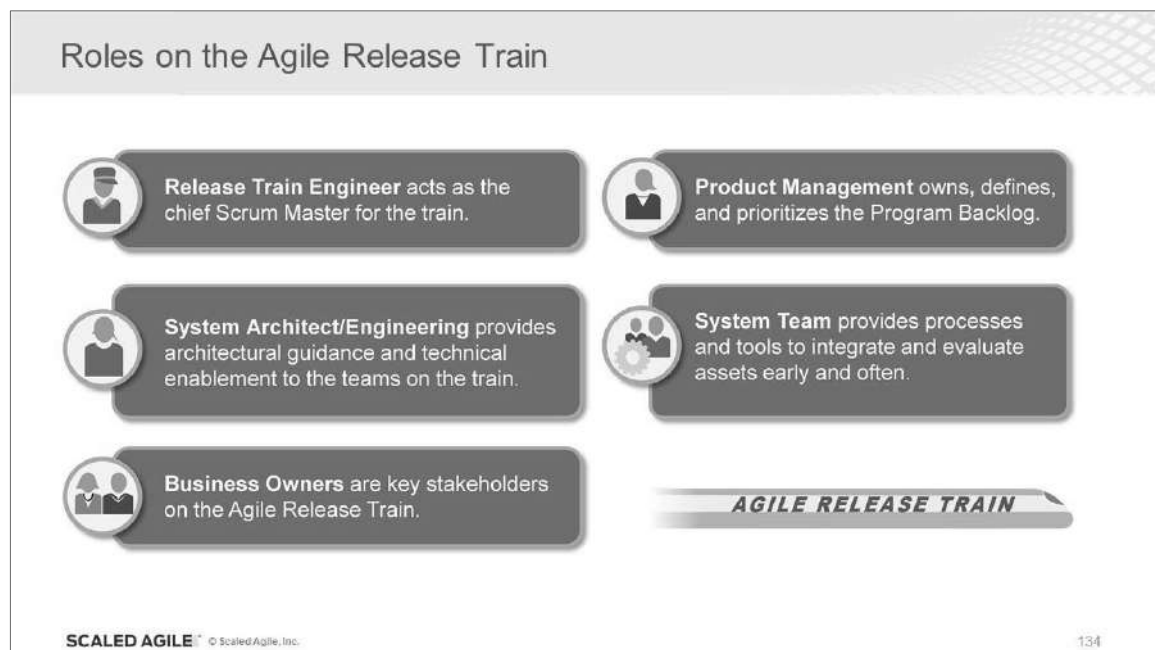 Roles on the Agile Release Train
Release Train Engineer acts as the
chief Scrum Master for the train.
Product Management owns, defines,
and prioritizes the Program Backlog.
System Architect/Engineering provides
architectural guidance and technical
enablement to the teams on the train.
System Team provides processes
and tools to integrate and evaluate
assets early and often.
Business Owners are key stakeholders
on the Agile Release Train.
AGILE RELEASE TRAIN
SCALED AGILE © Scaled Agile, Inc.
134